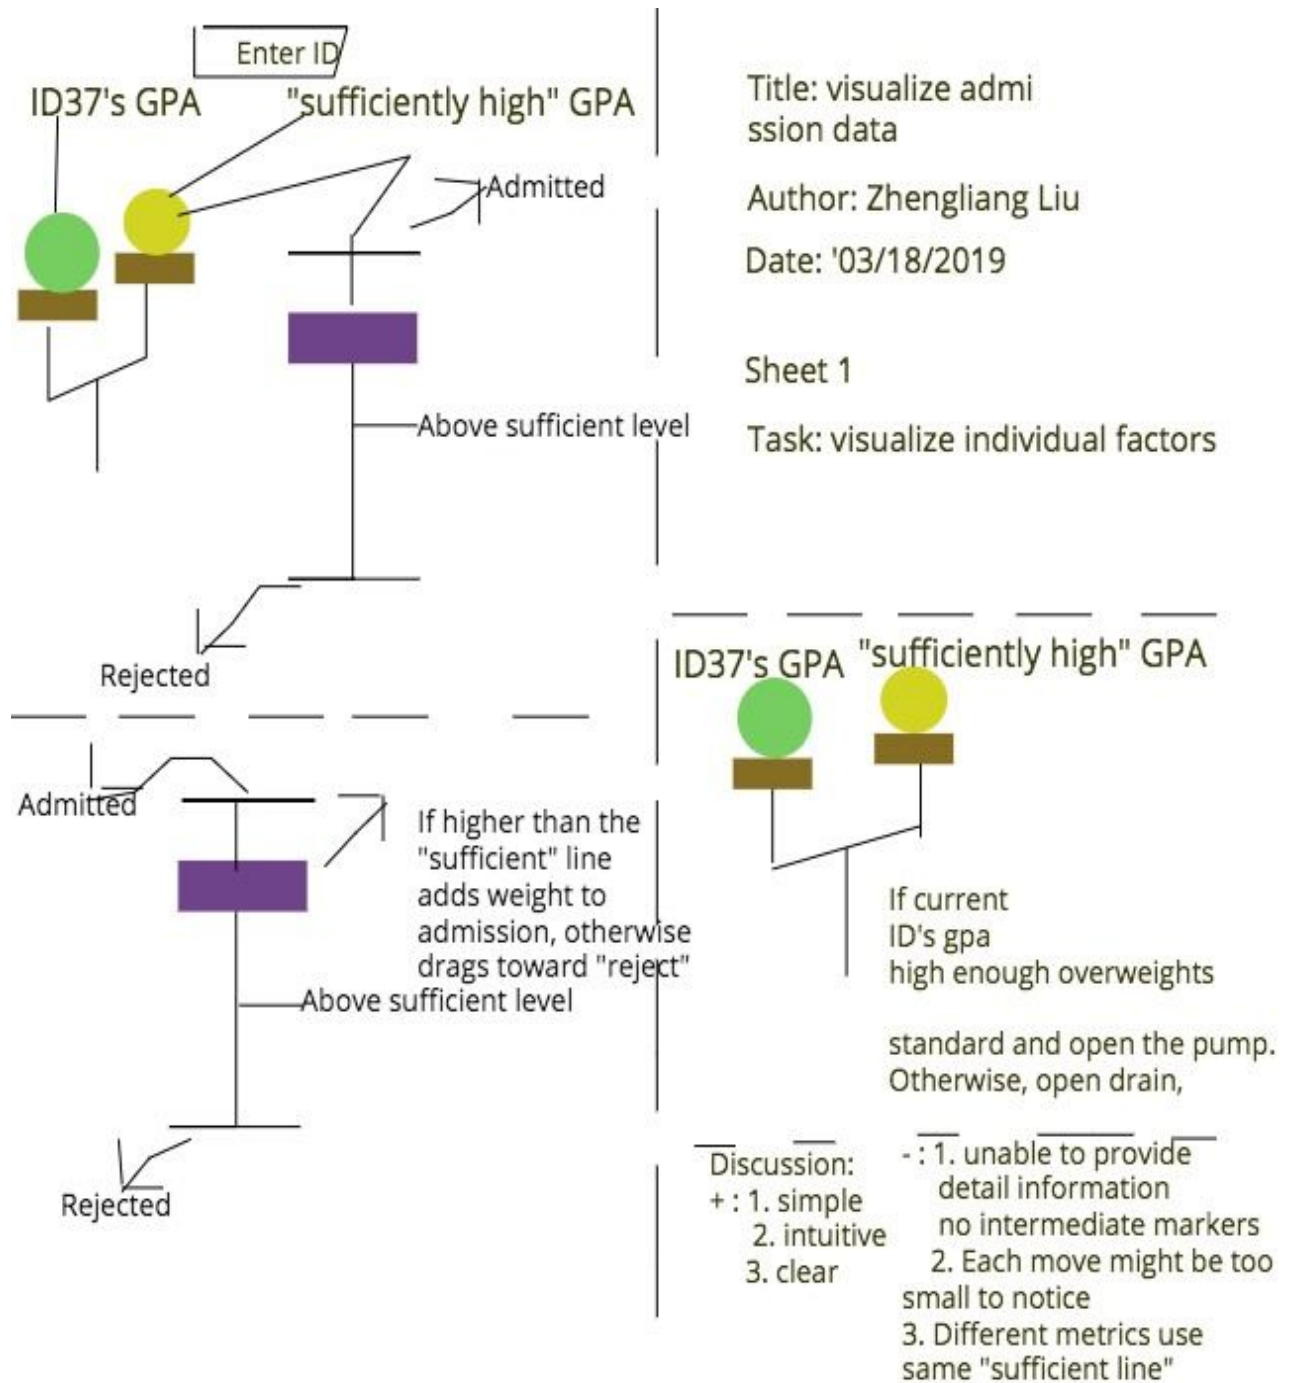 Enter ID
ID37's GPA
"sufficiently high" GPA
Admitted
Above sufficient level
Rejected
Title: visualize admi
ssion data
Author: Zhengliang Liu
Date: '03/18/2019
Sheet 1
Task: visualize individual factors
Admitted
If higher than the
"sufficient" line
adds weight to
admission, otherwise
drags toward "reject"
Above sufficient level
Rejected
ID37's GPA
"sufficiently high" GPA
If current
ID's gpa
high enough overweights
standard and open the pump.
Otherwise, open drain,
Discussion:
+ : 1. simple
2. intuitive
3. clear
- : 1. unable to provide
detail information
no intermediate markers
2. Each move might be too
small to notice
3. Different metrics use
same "sufficient line"